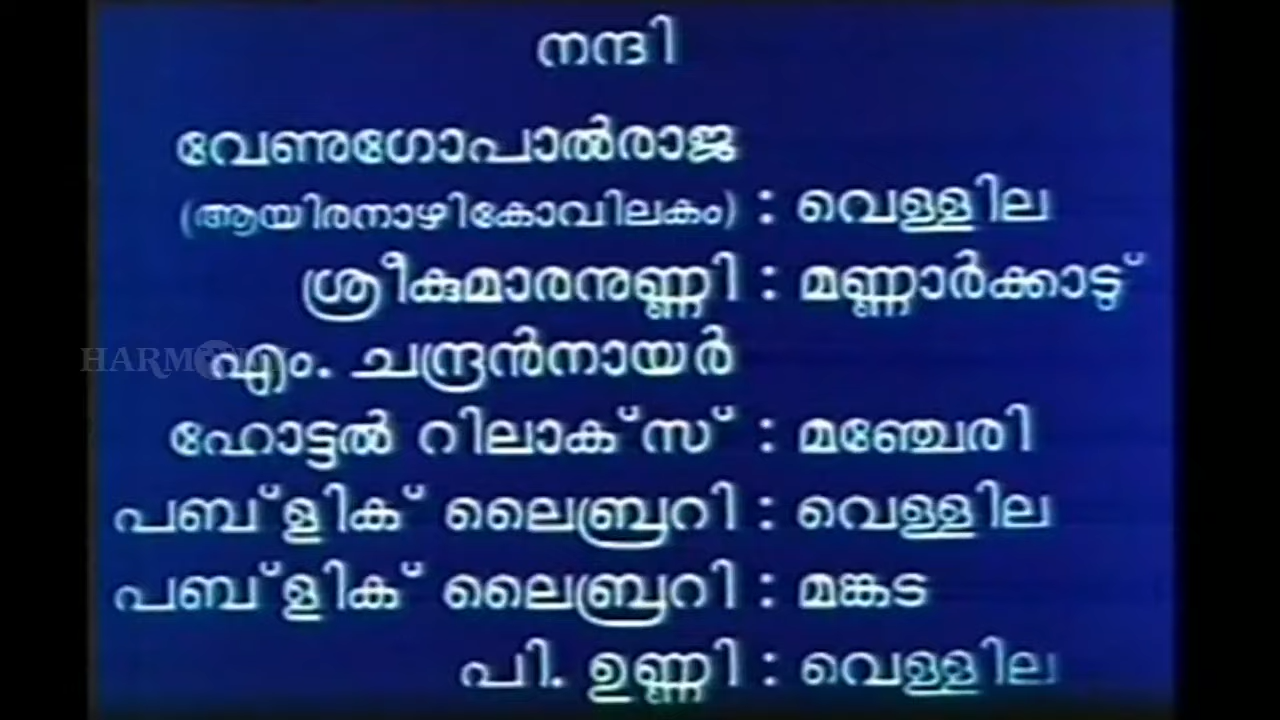 നന്ദി
വേണുഗോപാൽരാജ
(ആയിരനാഴികോവിലകം) : വെള്ളില
ശ്രീകുമാരനുണ്ണി : മണ്ണാർക്കാടു്
എം. ചന്ദ്രൻനായർ
ഹോട്ടൽ റിലാക്സ് : മഞ്ചേരി
പബ്ളിക് ലൈബ്രറി : വെള്ളില
പബ്ളിക് ലൈബ്രറി : മങ്കട
പി. ഉണ്ണി : വെള്ളില